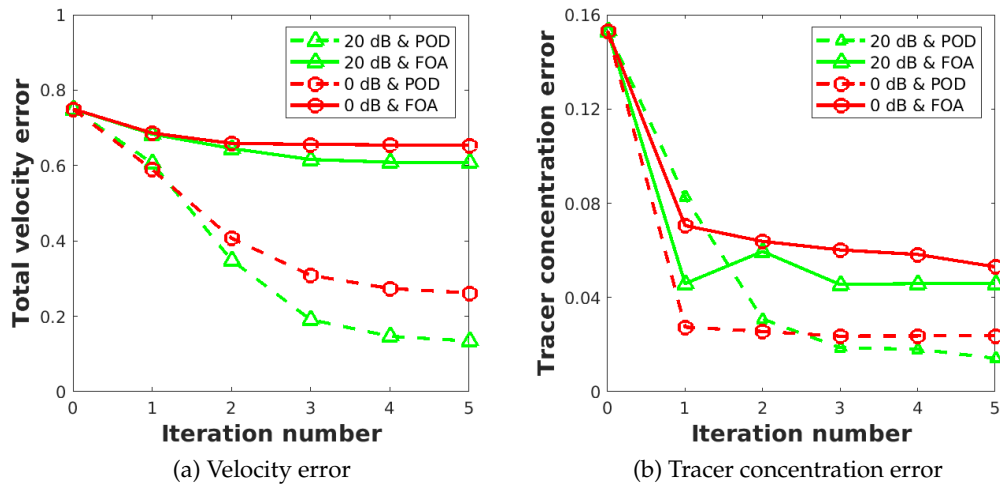 1
0.8
0.6
0.4
0.2
0
Total velocity error
0 1 2 3 4 5
Iteration number
20 dB & POD
20 dB & FOA
0 dB & POD
0 dB & FOA
(a) Velocity error
0.16
0.12
0.08
0.04
0
Tracer concentration error
0 1 2 3 4 5
Iteration number
20 dB & POD
20 dB & FOA
0 dB & POD
0 dB & FOA
(b) Tracer concentration error